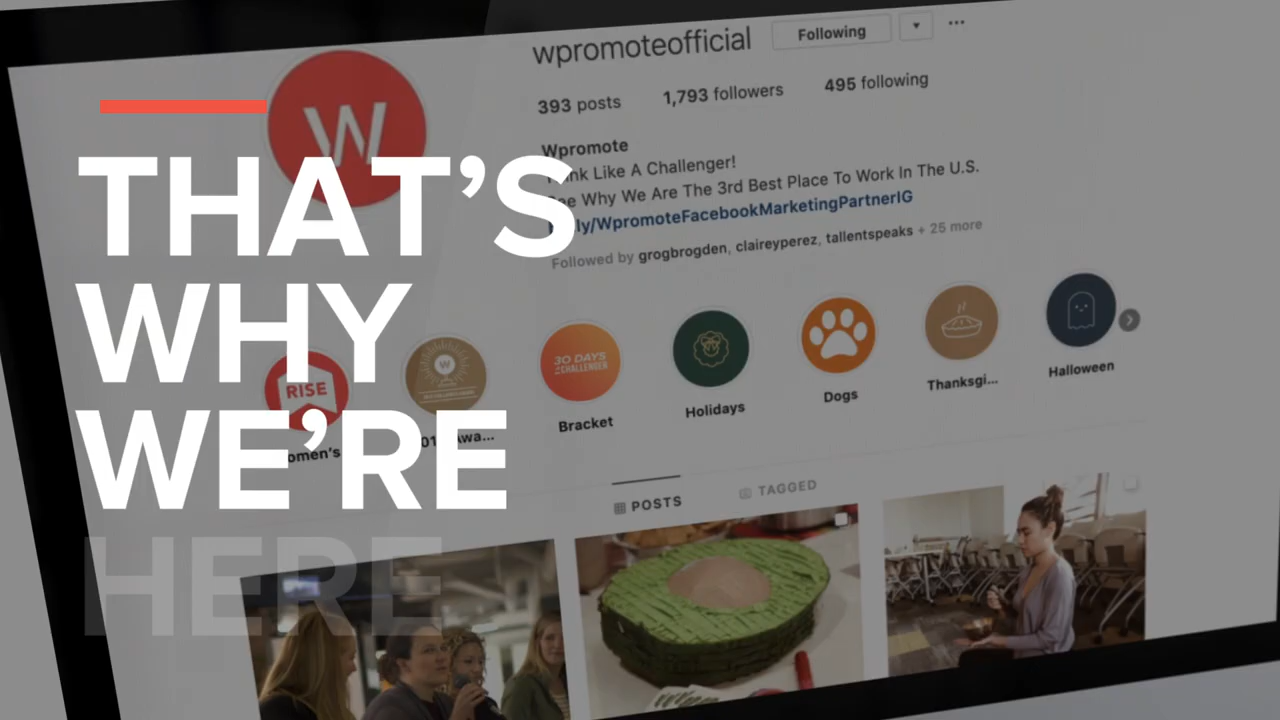 wpromoteofficial
Following
393 posts
1,793 followers
495 following
Wpromote
Like A Challenger!
Why We Are The 3rd Best Place To Work In The U.S.
ly/WpromoteFacebookMarketingPartnerIG
Followed by grogbrogden, claireyperez, tallentspeaks + 25 more
W
THAT'S
WHY
WE'RE
HERE
RISE
W
30 DAYS
CHALLENGER
Bracket
Holidays
Dogs
Thanksgi...
Halloween
POSTS
TAGGED